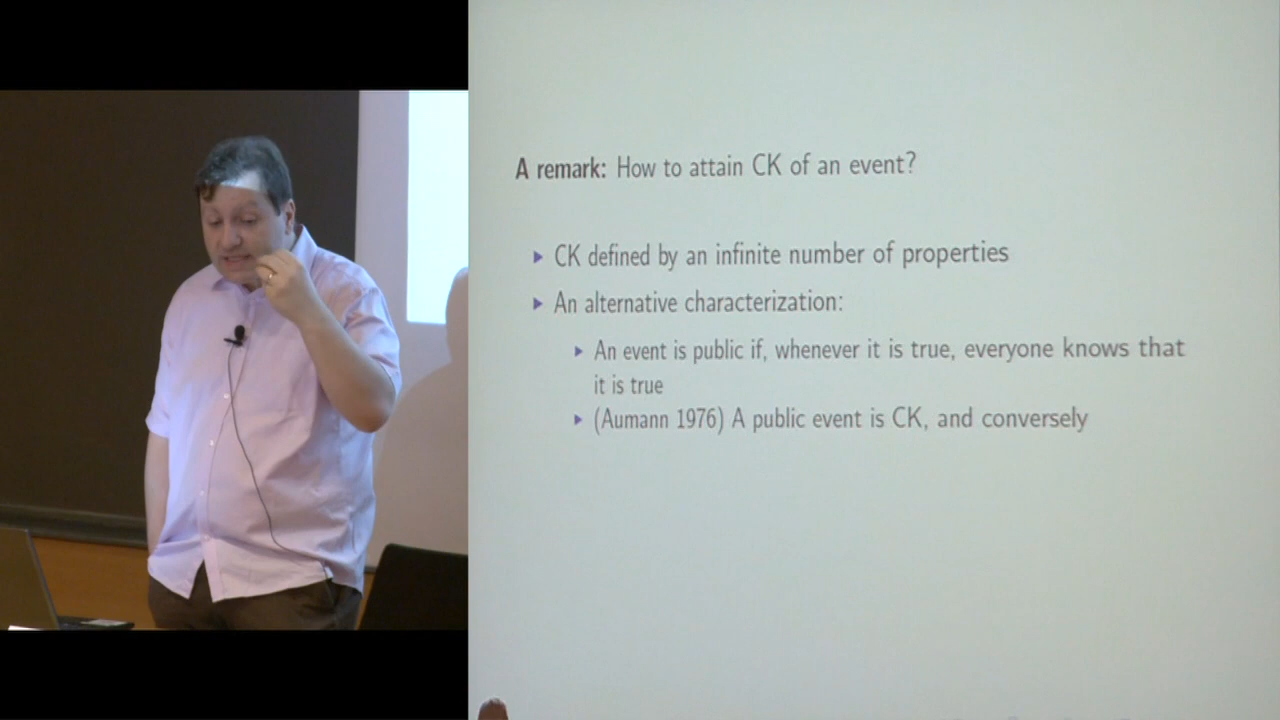 A remark: How to attain CK of an event?
▸ CK defined by an infinite number of properties
▸ An alternative characterization:
▸ An event is public if, whenever it is true, everyone knows that
it is true
▸ (Aumann 1976) A public event is CK, and conversely